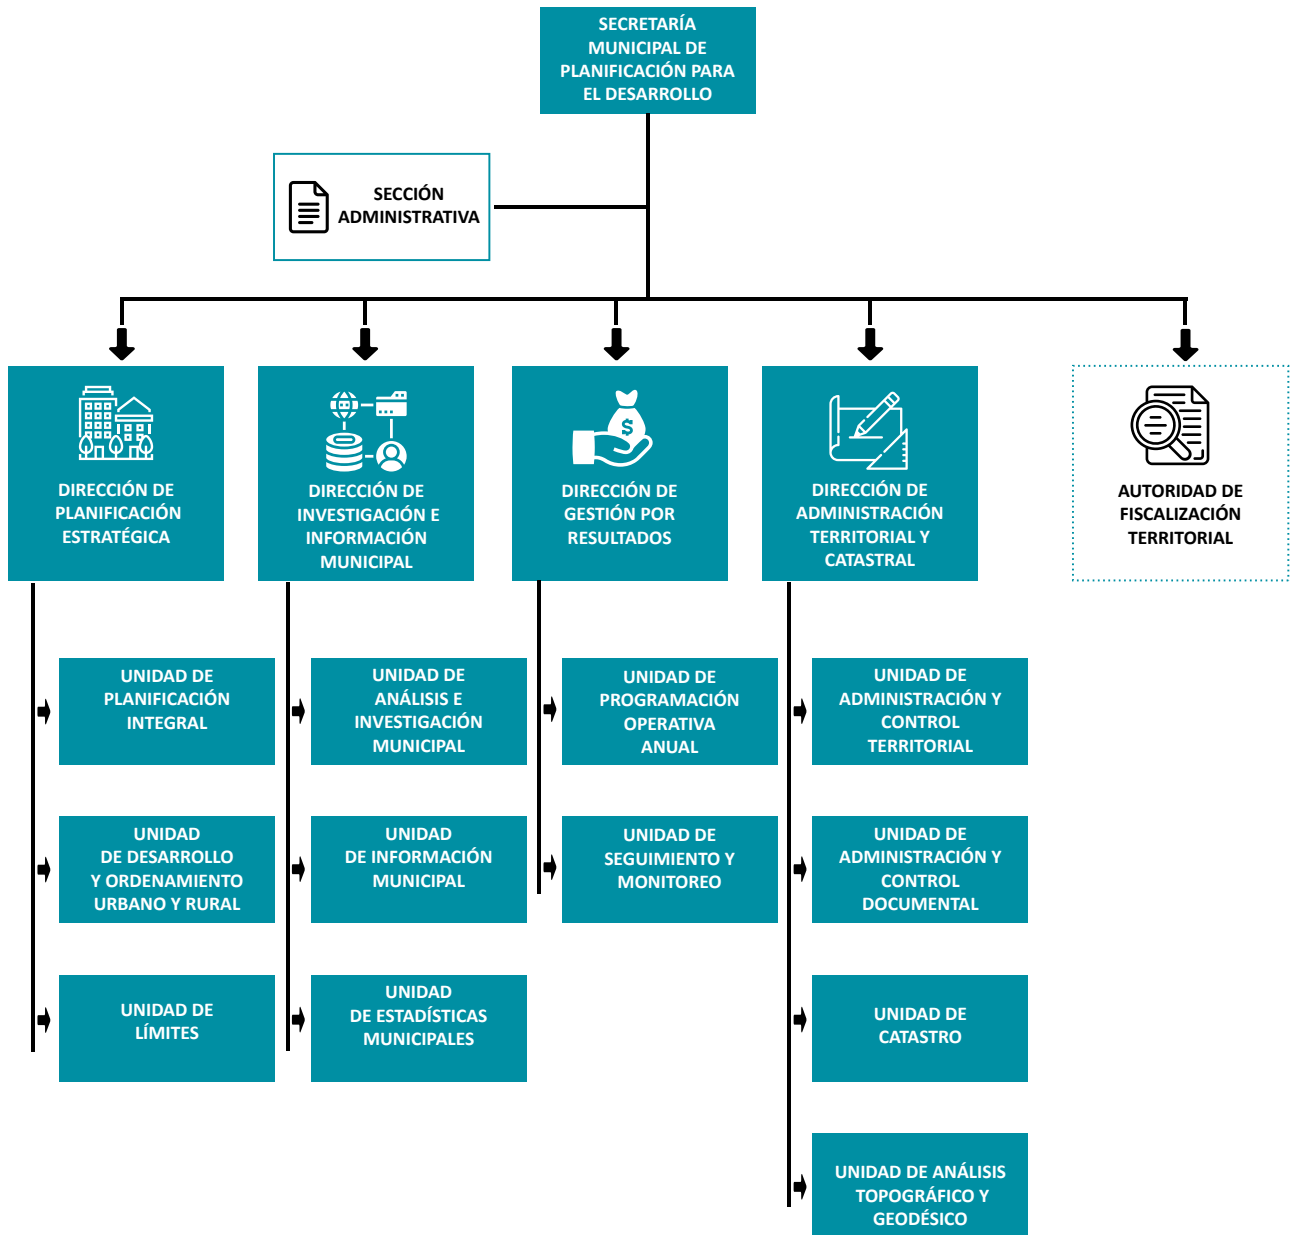 SECRETARÍA
MUNICIPAL DE
PLANIFICACIÓN PARA
EL DESARROLLO
SECCIÓN
ADMINISTRATIVA
DIRECCIÓN DE
PLANIFICACIÓN
ESTRATÉGICA
DIRECCIÓN DE
INVESTIGACIÓN E
INFORMACIÓN
MUNICIPAL
DIRECCIÓN DE
GESTIÓN POR
RESULTADOS
DIRECCIÓN DE
ADMINISTRACIÓN
TERRITORIAL Y
CATASTRAL
AUTORIDAD DE
FISCALIZACIÓN
TERRITORIAL
UNIDAD DE
PLANIFICACIÓN
INTEGRAL
UNIDAD DE
ANÁLISIS E
INVESTIGACIÓN
MUNICIPAL
UNIDAD DE
PROGRAMACIÓN
OPERATIVA
ANUAL
UNIDAD DE
ADMINISTRACIÓN Y
CONTROL
TERRITORIAL
UNIDAD
DE DESARROLLO
Y ORDENAMIENTO
URBANO Y RURAL
UNIDAD
DE INFORMACIÓN
MUNICIPAL
UNIDAD DE
SEGUIMIENTO Y
MONITOREO
UNIDAD DE
ADMINISTRACIÓN Y
CONTROL
DOCUMENTAL
UNIDAD DE
LÍMITES
UNIDAD
DE ESTADÍSTICAS
MUNICIPALES
UNIDAD DE
CATASTRO
UNIDAD DE ANÁLISIS
TOPOGRÁFICO Y
GEODÉSICO